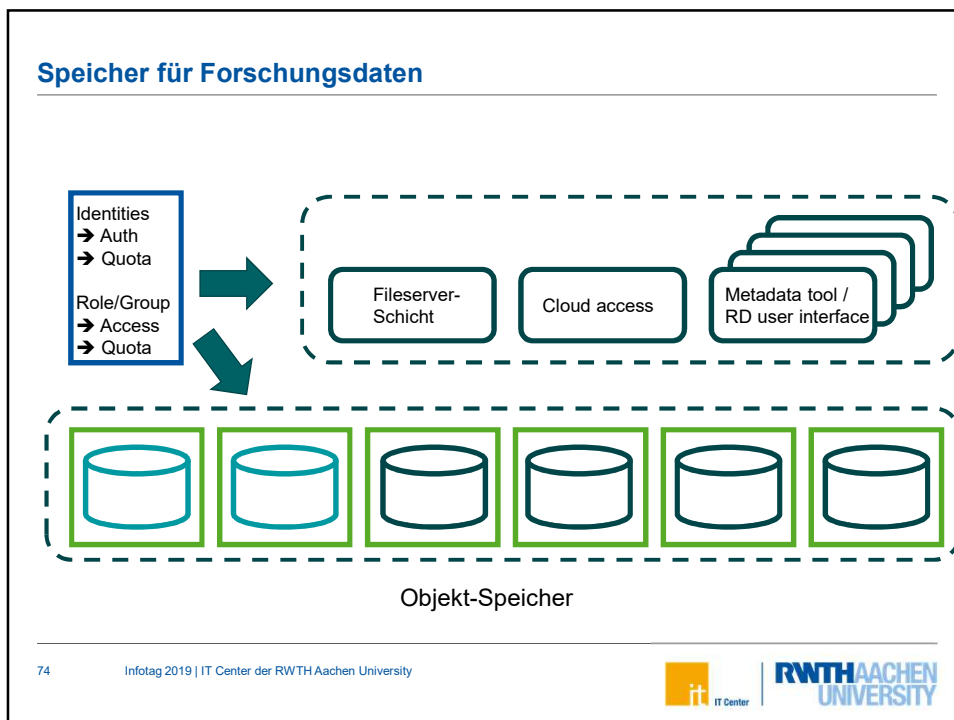 Speicher für Forschungsdaten
Identities
➔ Auth
➔ Quota
Role/Group
➔ Access
➔ Quota
Fileserver-
Schicht
Cloud access
Metadata tool /
RD user interface
Objekt-Speicher
74 Infotag 2019 | IT Center der RWTH Aachen University
it IT Center
RWTHAACHEN
UNIVERSITY